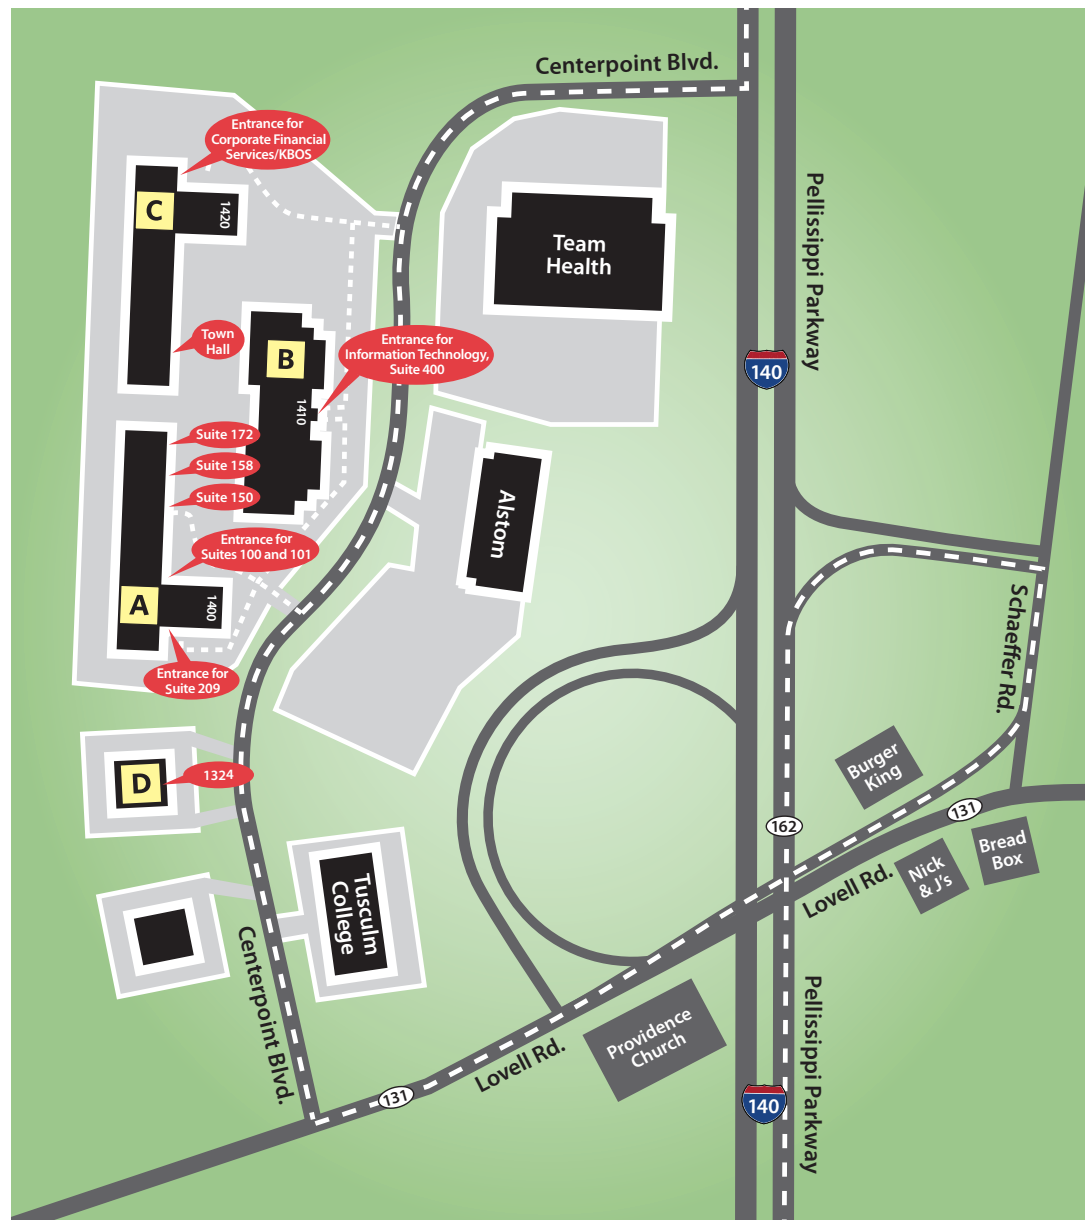 Centerpoint Blvd.
Entrance for
Corporate Financial
Services/KBOS
C
1420
Team
Health
Pellissippi Parkway
Town
Hall
B
Entrance for
Information Technology,
Suite 400
140
1410
Suite 172
Suite 158
Suite 150
Alstom
Entrance for
Suites 100 and 101
A
1400
Schaeffer Rd.
Entrance for
Suite 209
D
1324
Burger
King
131
162
Bread
Box
Nick
& J's
Lovell Rd.
Tusculm
College
Centerpoint Blvd.
Providence
Church
Lovell Rd.
Pellissippi Parkway
131
140